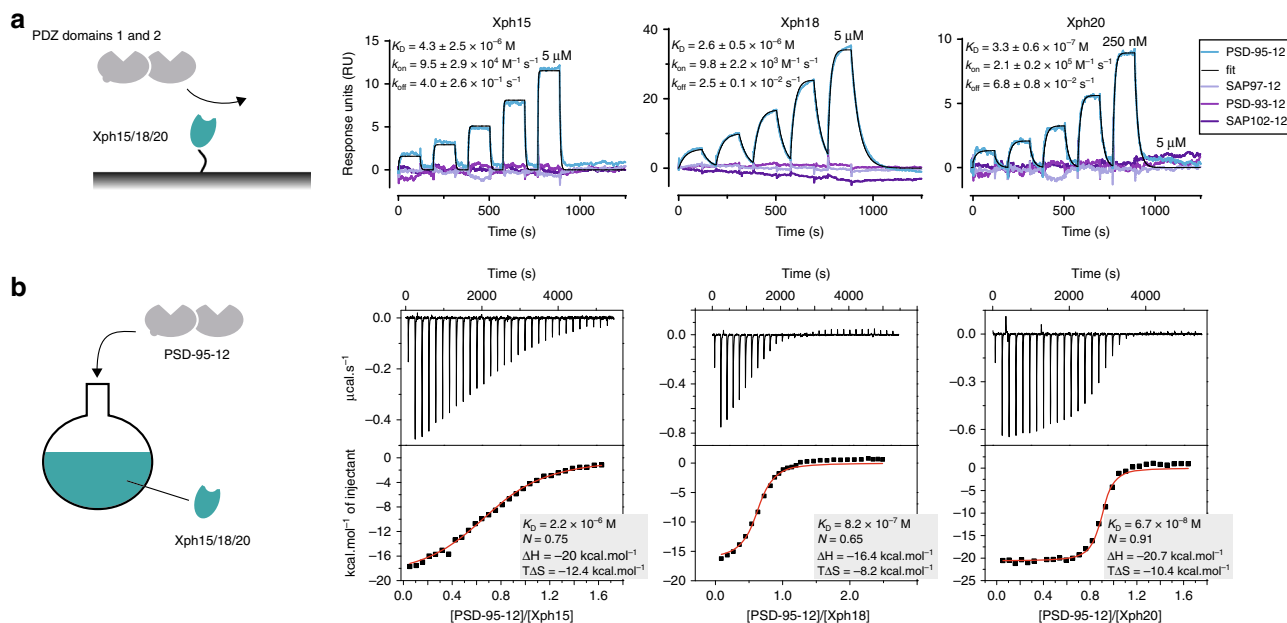 a
PDZ domains 1 and 2
Xph15/18/20
Xph15
K_D = 4.3 ± 2.5 × 10⁻⁶ M
k_on = 9.5 ± 2.9 × 10⁴ M⁻¹ s⁻¹
k_off = 4.0 ± 2.6 × 10⁻¹ s⁻¹
5 μM
Response units (RU)
15
10
5
0
0 500 1000
Time (s)
Xph18
K_D = 2.6 ± 0.5 × 10⁻⁶ M
k_on = 9.8 ± 2.2 × 10³ M⁻¹ s⁻¹
k_off = 2.5 ± 0.1 × 10⁻² s⁻¹
5 μM
40
20
0
0 500 1000
Time (s)
Xph20
K_D = 3.3 ± 0.6 × 10⁻⁷ M
k_on = 2.1 ± 0.2 × 10⁵ M⁻¹ s⁻¹
k_off = 6.8 ± 0.8 × 10⁻² s⁻¹
250 nM
5 μM
10
5
0
0 500 1000
Time (s)
PSD-95-12
fit
SAP97-12
PSD-93-12
SAP102-12
b
PSD-95-12
Xph15/18/20
Time (s)
0 2000 4000
μcal.s⁻¹
0.0
−0.2
−0.4
kcal.mol⁻¹ of injectant
0
−2
−4
−6
−8
−10
−12
−14
−16
−18
−20
K_D = 2.2 × 10⁻⁶ M
N = 0.75
ΔH = −20 kcal.mol⁻¹
TΔS = −12.4 kcal.mol⁻¹
0.0 0.4 0.8 1.2 1.6
[PSD-95-12]/[Xph15]
Time (s)
0 2000 4000
0.0
−0.4
−0.8
0
−5
−10
−15
−20
K_D = 8.2 × 10⁻⁷ M
N = 0.65
ΔH = −16.4 kcal.mol⁻¹
TΔS = −8.2 kcal.mol⁻¹
0.0 1.0 2.0
[PSD-95-12]/[Xph18]
Time (s)
0 2000 4000
0.0
−0.3
−0.6
5
0
−5
−10
−15
−20
−25
K_D = 6.7 × 10⁻⁸ M
N = 0.91
ΔH = −20.7 kcal.mol⁻¹
TΔS = −10.4 kcal.mol⁻¹
0.0 0.4 0.8 1.2 1.6
[PSD-95-12]/[Xph20]